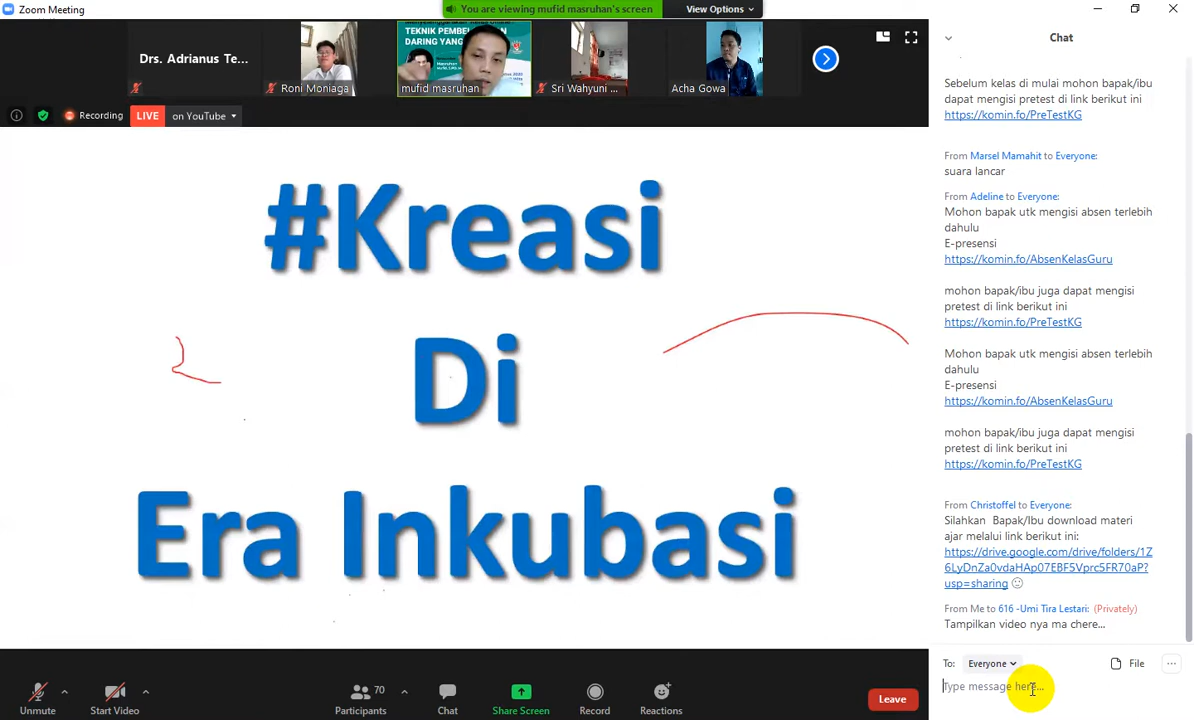 Zoom Meeting
You are viewing mufid masruhan's screen
View Options
Drs. Adrianus Te...
Roni Moniaga
TEKNIK PEMBEL
DARING YANG
mufid masruhan
Sri Wahyuni ...
Acha Gowa
Recording
LIVE
on YouTube
#Kreasi
Di
Era Inkubasi
Unmute
Start Video
70
Participants
Chat
Share Screen
Record
Reactions
Leave
Chat
Sebelum kelas di mulai mohon bapak/ibu
dapat mengisi pretest di link berikut ini
https://komin.fo/PreTestKG
From Marsel Mamahit to Everyone:
suara lancar
From Adeline to Everyone:
Mohon bapak utk mengisi absen terlebih
dahulu
E-presensi
https://komin.fo/AbsenKelasGuru
mohon bapak/ibu juga dapat mengisi
pretest di link berikut ini
https://komin.fo/PreTestKG
Mohon bapak utk mengisi absen terlebih
dahulu
E-presensi
https://komin.fo/AbsenKelasGuru
mohon bapak/ibu juga dapat mengisi
pretest di link berikut ini
https://komin.fo/PreTestKG
From Christoffel to Everyone:
Silahkan Bapak/Ibu download materi
ajar melalui link berikut ini:
https://drive.google.com/drive/folders/1Z
6LyDnZa0vdaHAp07EBF5Vprc5FR70aP?
usp=sharing
From Me to 616 -Umi Tira Lestari: (Privately)
Tampilkan video nya ma chere...
To: Everyone
File
Type message here...